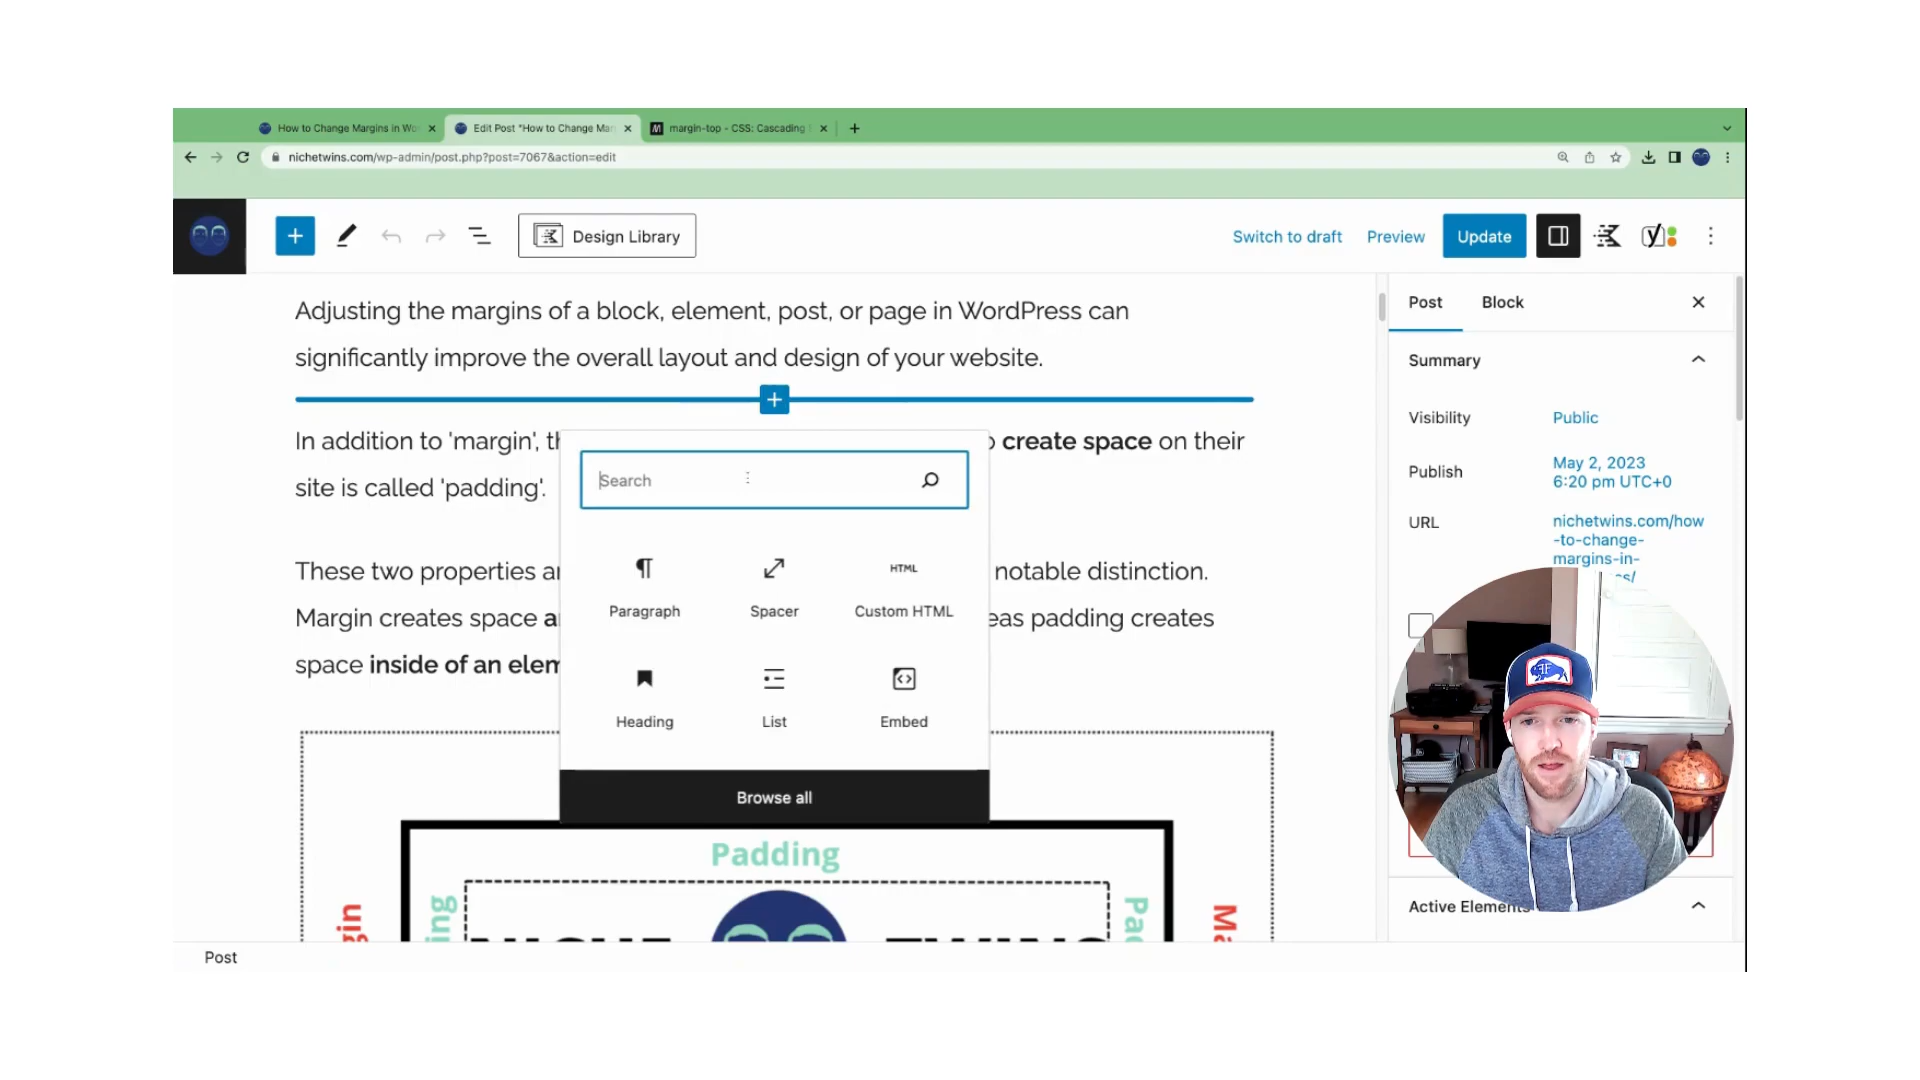 How to Change Margins in Wo
Edit Post "How to Change Mar
margin-top - CSS: Cascading
nichetwins.com/wp-admin/post.php?post=7067&action=edit
Design Library
Switch to draft
Preview
Update
Post
Block
Adjusting the margins of a block, element, post, or page in WordPress can
significantly improve the overall layout and design of your website.
In addition to 'margin', th
create space on their
site is called 'padding'.
These two properties ar
notable distinction.
Margin creates space a
eas padding creates
space inside of an elem
Search
Paragraph
Spacer
HTML
Custom HTML
Heading
List
Embed
Browse all
Padding
Summary
Visibility
Public
Publish
May 2, 2023
6:20 pm UTC+0
URL
nichetwins.com/how
-to-change-
margins-in-
ss/
Active Elements
Post